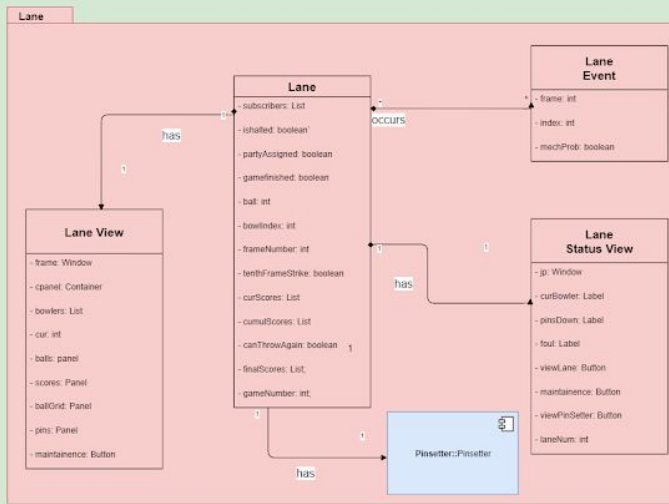 Lane
Lane
- subscribers: List
- ishalted: boolean`
- partyAssigned: boolean
- gamefinished: boolean
- ball: int
- bowlIndex: int
- frameNumber: int
- tenthFrameStrike: boolean
- curScores: List
- cumulScores: List
- canThrowAgain: boolean
1
- finalScores: List;
- gameNumber: int;
Lane
Event
- frame: int
- index: int
- mechProb: boolean
*
*
occurs
1
has
1
Lane View
- frame: Window
- cpanel: Container
- bowlers: List
- cur: int
- balls: panel
- scores: Panel
- ballGrid: Panel
- pins: Panel
- maintainence: Button
1
has
1
Lane
Status View
- jp: Window
- curBowler: Label
- pinsDown: Label
- foul: Label
- viewLane: Button
- maintainence: Button
- viewPinSetter: Button
- laneNum: int
1
has
1
Pinsetter::Pinsetter